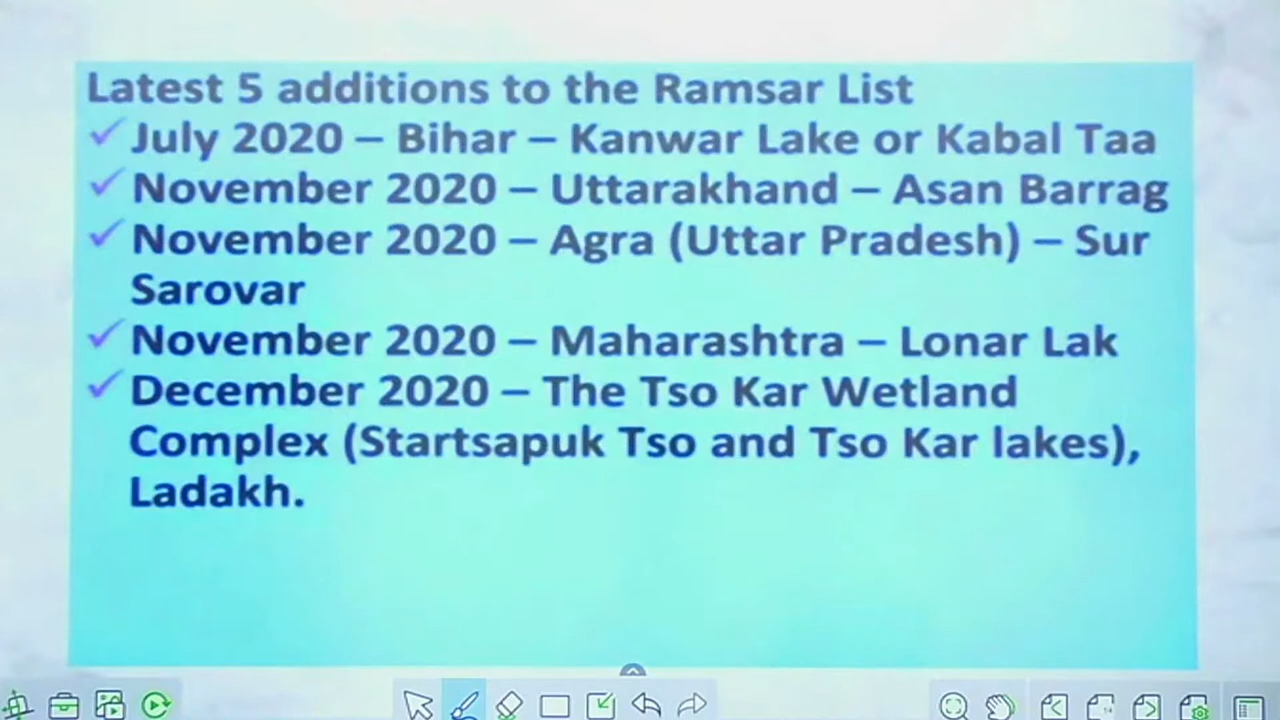 Latest 5 additions to the Ramsar List
✓ July 2020 – Bihar – Kanwar Lake or Kabal Taa
✓ November 2020 – Uttarakhand – Asan Barrag
✓ November 2020 – Agra (Uttar Pradesh) – Sur
Sarovar
✓ November 2020 – Maharashtra – Lonar Lak
✓ December 2020 – The Tso Kar Wetland
Complex (Startsapuk Tso and Tso Kar lakes),
Ladakh.